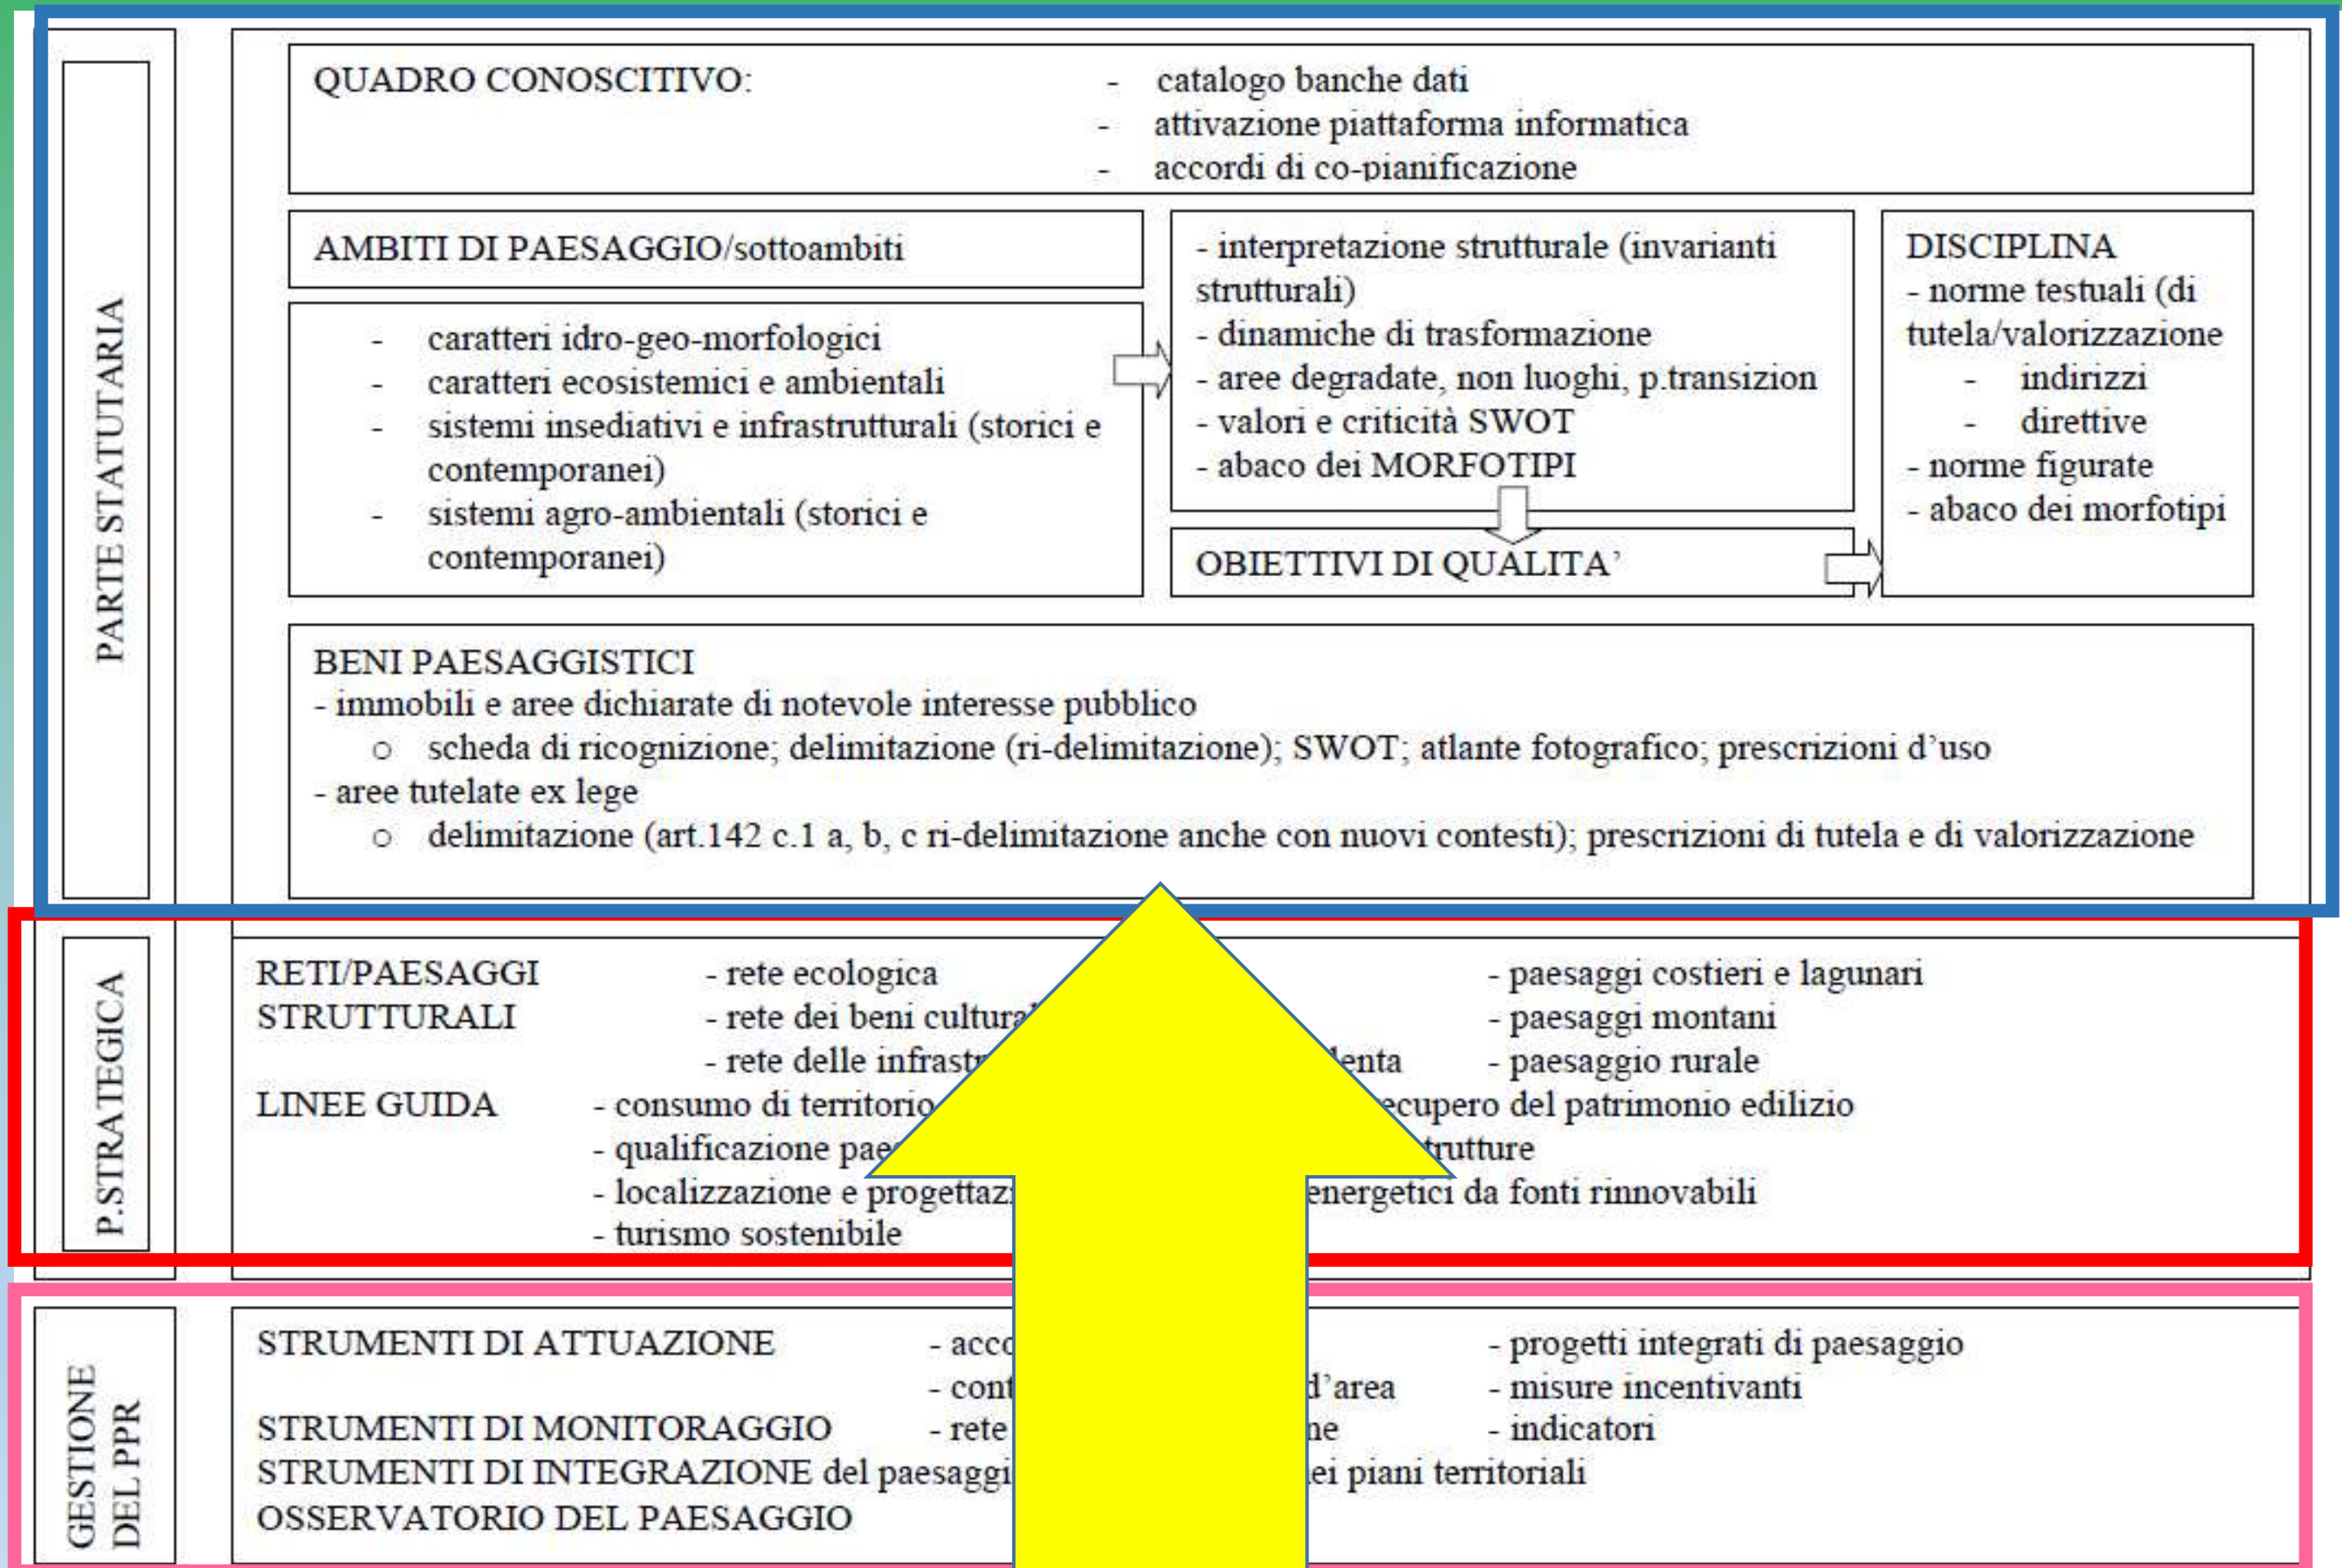 PARTE STATUTARIA
QUADRO CONOSCITIVO:
- catalogo banche dati
- attivazione piattaforma informatica
- accordi di co-pianificazione
AMBITI DI PAESAGGIO/sottoambiti
- caratteri idro-geo-morfologici
- caratteri ecosistemici e ambientali
- sistemi insediativi e infrastrutturali (storici e
contemporanei)
- sistemi agro-ambientali (storici e
contemporanei)
- interpretazione strutturale (invarianti
strutturali)
- dinamiche di trasformazione
- aree degradate, non luoghi, p.transizion
- valori e criticità SWOT
- abaco dei MORFOTIPI
OBIETTIVI DI QUALITA’
DISCIPLINA
- norme testuali (di
tutela/valorizzazione
- indirizzi
- direttive
- norme figurate
- abaco dei morfotipi
BENI PAESAGGISTICI
- immobili e aree dichiarate di notevole interesse pubblico
o scheda di ricognizione; delimitazione (ri-delimitazione); SWOT; atlante fotografico; prescrizioni d’uso
- aree tutelate ex lege
o delimitazione (art.142 c.1 a, b, c ri-delimitazione anche con nuovi contesti); prescrizioni di tutela e di valorizzazione
P.STRATEGICA
RETI/PAESAGGI - rete ecologica - paesaggi costieri e lagunari
STRUTTURALI - rete dei beni - paesaggi montani
- rete delle - paesaggio rurale
LINEE GUIDA - consumo di territorio del patrimonio edilizio
- qualificazione
- localizzazione e energetici da fonti rinnovabili
- turismo sostenibile
GESTIONE
DEL PPR
STRUMENTI DI ATTUAZIONE - progetti integrati di paesaggio
- d’area - misure incentivanti
STRUMENTI DI MONITORAGGIO - rete - indicatori
STRUMENTI DI INTEGRAZIONE del piani territoriali
OSSERVATORIO DEL PAESAGGIO